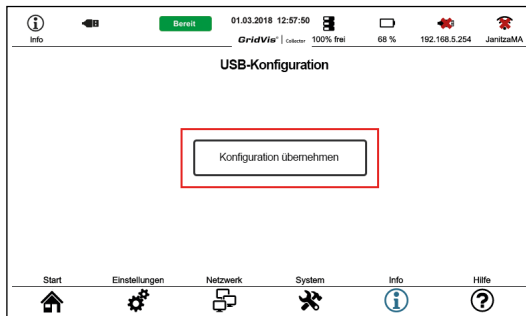 Bereit
01.03.2018 12:57:50
Info
GridVis® | Collector
100% frei
68 %
192.168.5.254
JanitzaMA
USB-Konfiguration
Konfiguration übernehmen
Start
Einstellungen
Netzwerk
System
Info
Hilfe